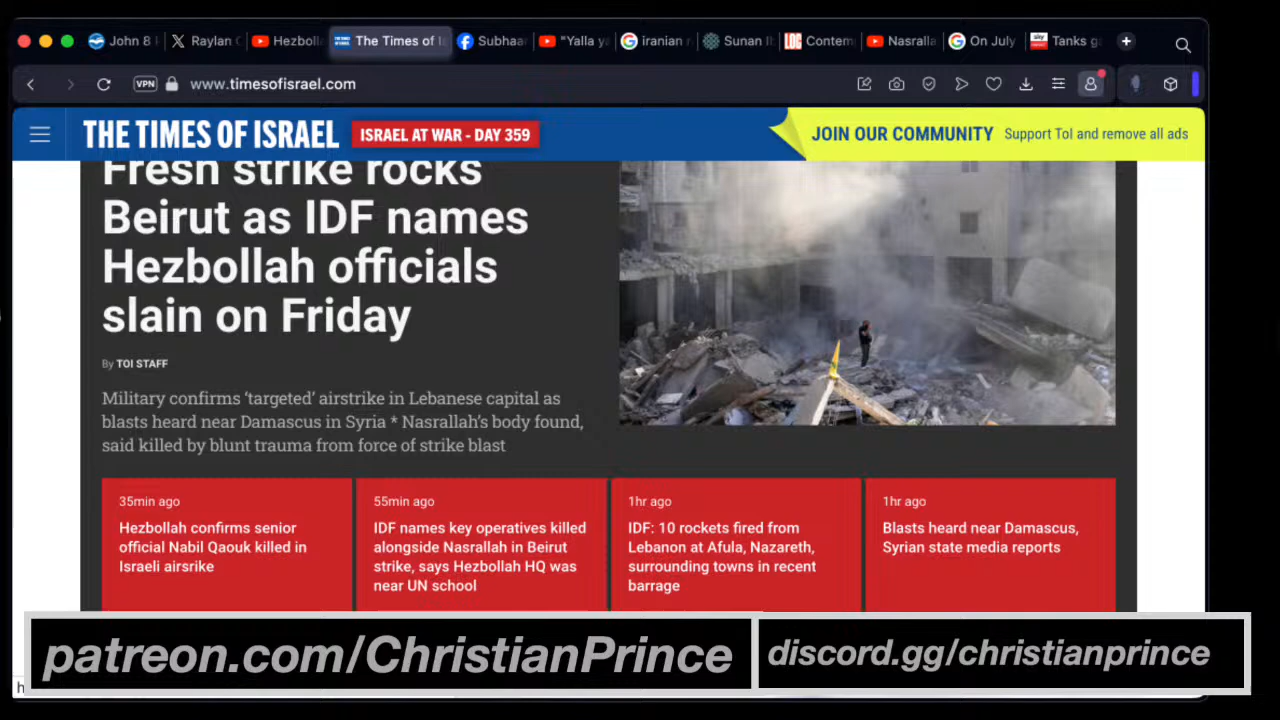 John 8
Raylan
Hezboll
The Times of I
Subhaa
"Yalla y
iranian r
Sunan I
LOG Contem
Nasralla
On July
sky Tanks g
VPN www.timesofisrael.com
THE TIMES OF ISRAEL ISRAEL AT WAR - DAY 359 JOIN OUR COMMUNITY Support ToI and remove all ads
Fresh strike rocks
Beirut as IDF names
Hezbollah officials
slain on Friday
By TOI STAFF
Military confirms ‘targeted’ airstrike in Lebanese capital as
blasts heard near Damascus in Syria * Nasrallah’s body found,
said killed by blunt trauma from force of strike blast
35min ago
Hezbollah confirms senior
official Nabil Qaouk killed in
Israeli airsrike
55min ago
IDF names key operatives killed
alongside Nasrallah in Beirut
strike, says Hezbollah HQ was
near UN school
1hr ago
IDF: 10 rockets fired from
Lebanon at Afula, Nazareth,
surrounding towns in recent
barrage
1hr ago
Blasts heard near Damascus,
Syrian state media reports
patreon.com/ChristianPrince
discord.gg/christianprince